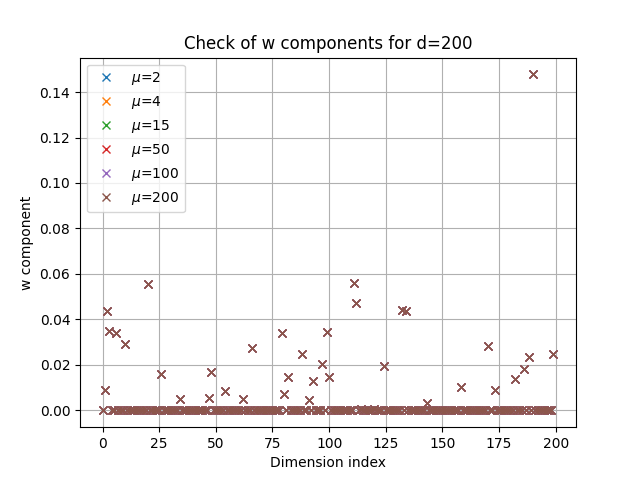 Check of w components for d=200
w component
0.14
0.12
0.10
0.08
0.06
0.04
0.02
0.00
μ=2
μ=4
μ=15
μ=50
μ=100
μ=200
0 25 50 75 100 125 150 175 200
Dimension index